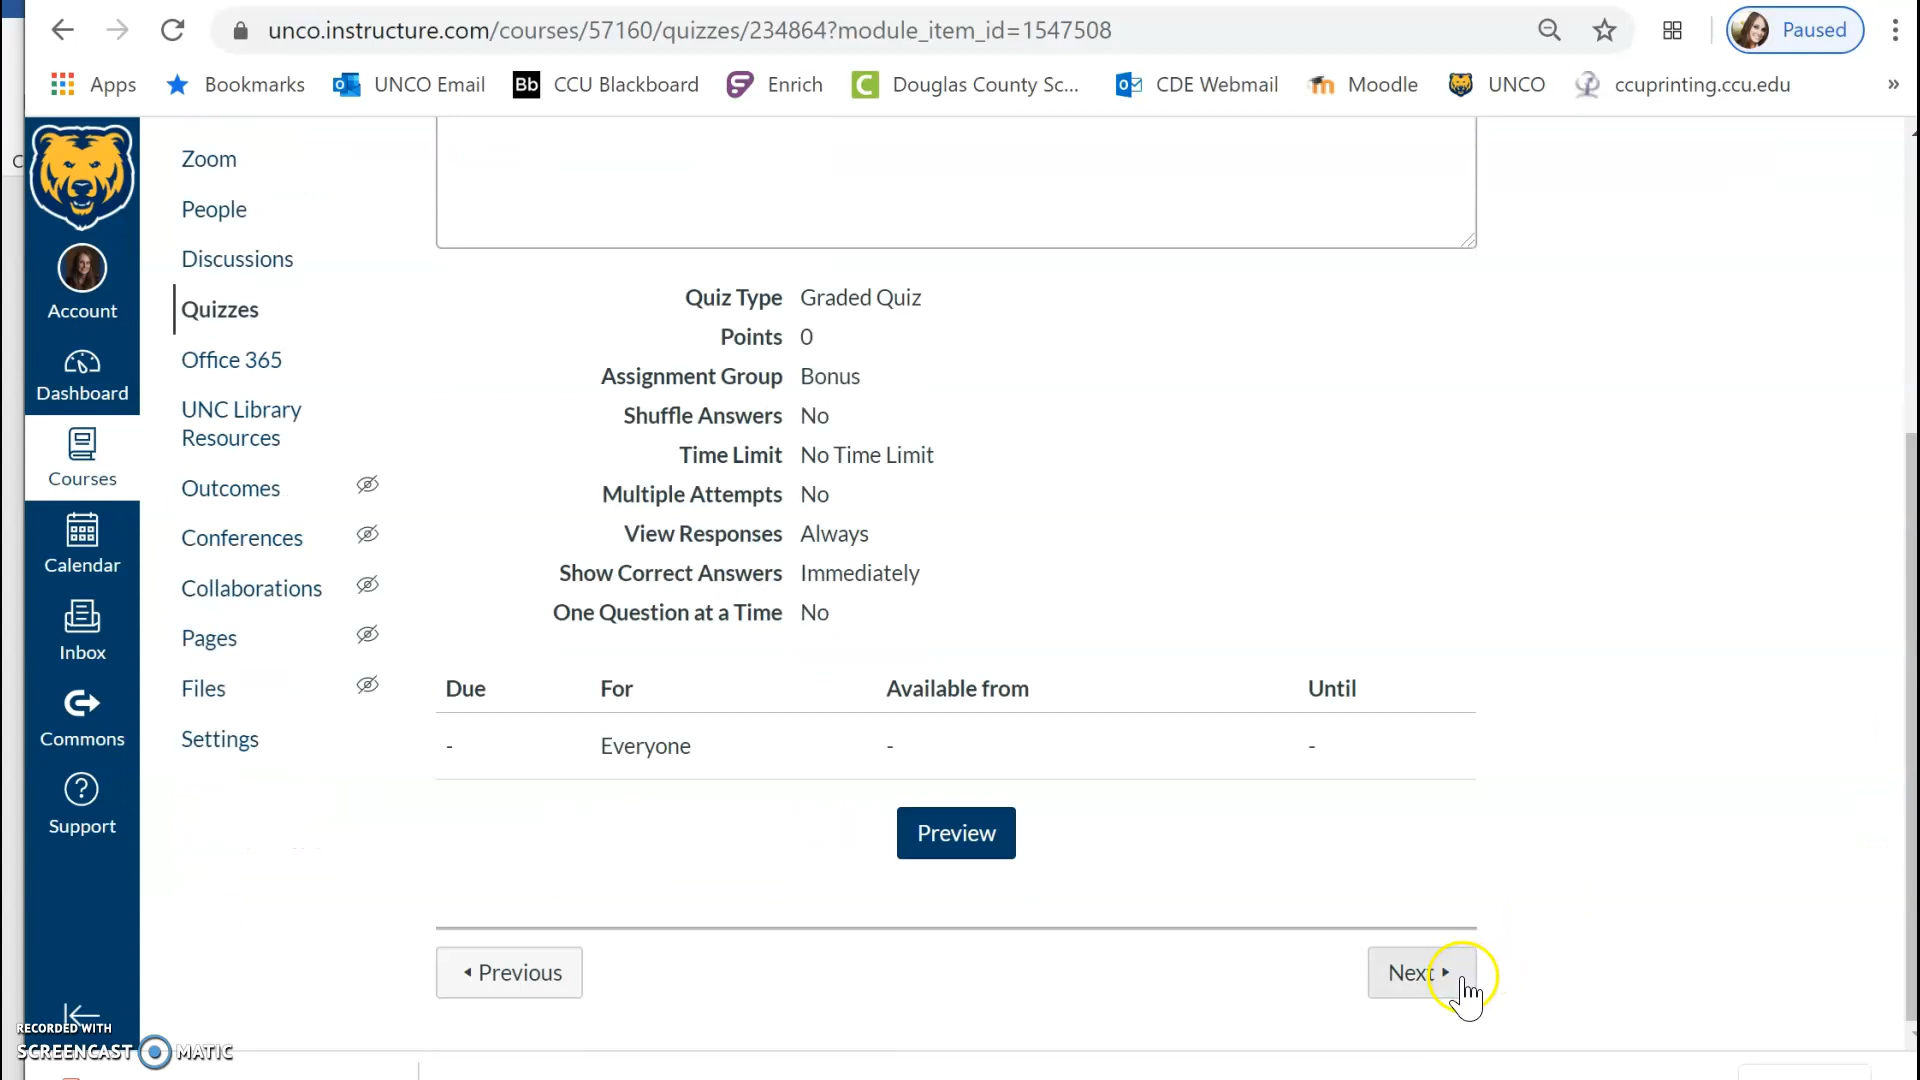 unco.instructure.com/courses/57160/quizzes/234864?module_item_id=1547508
Paused
Apps
Bookmarks
UNCO Email
Bb
CCU Blackboard
Enrich
Douglas County Sc...
CDE Webmail
Moodle
UNCO
ccuprinting.ccu.edu
»
Account
Dashboard
Courses
Calendar
Inbox
Commons
Support
Zoom
People
Discussions
Quizzes
Office 365
UNC Library
Resources
Outcomes
Conferences
Collaborations
Pages
Files
Settings
Quiz Type Graded Quiz
Points 0
Assignment Group Bonus
Shuffle Answers No
Time Limit No Time Limit
Multiple Attempts No
View Responses Always
Show Correct Answers Immediately
One Question at a Time No
Due For Available from Until
- Everyone - -
Preview
Previous
Next
RECORDED WITH
SCREENCAST MATIC